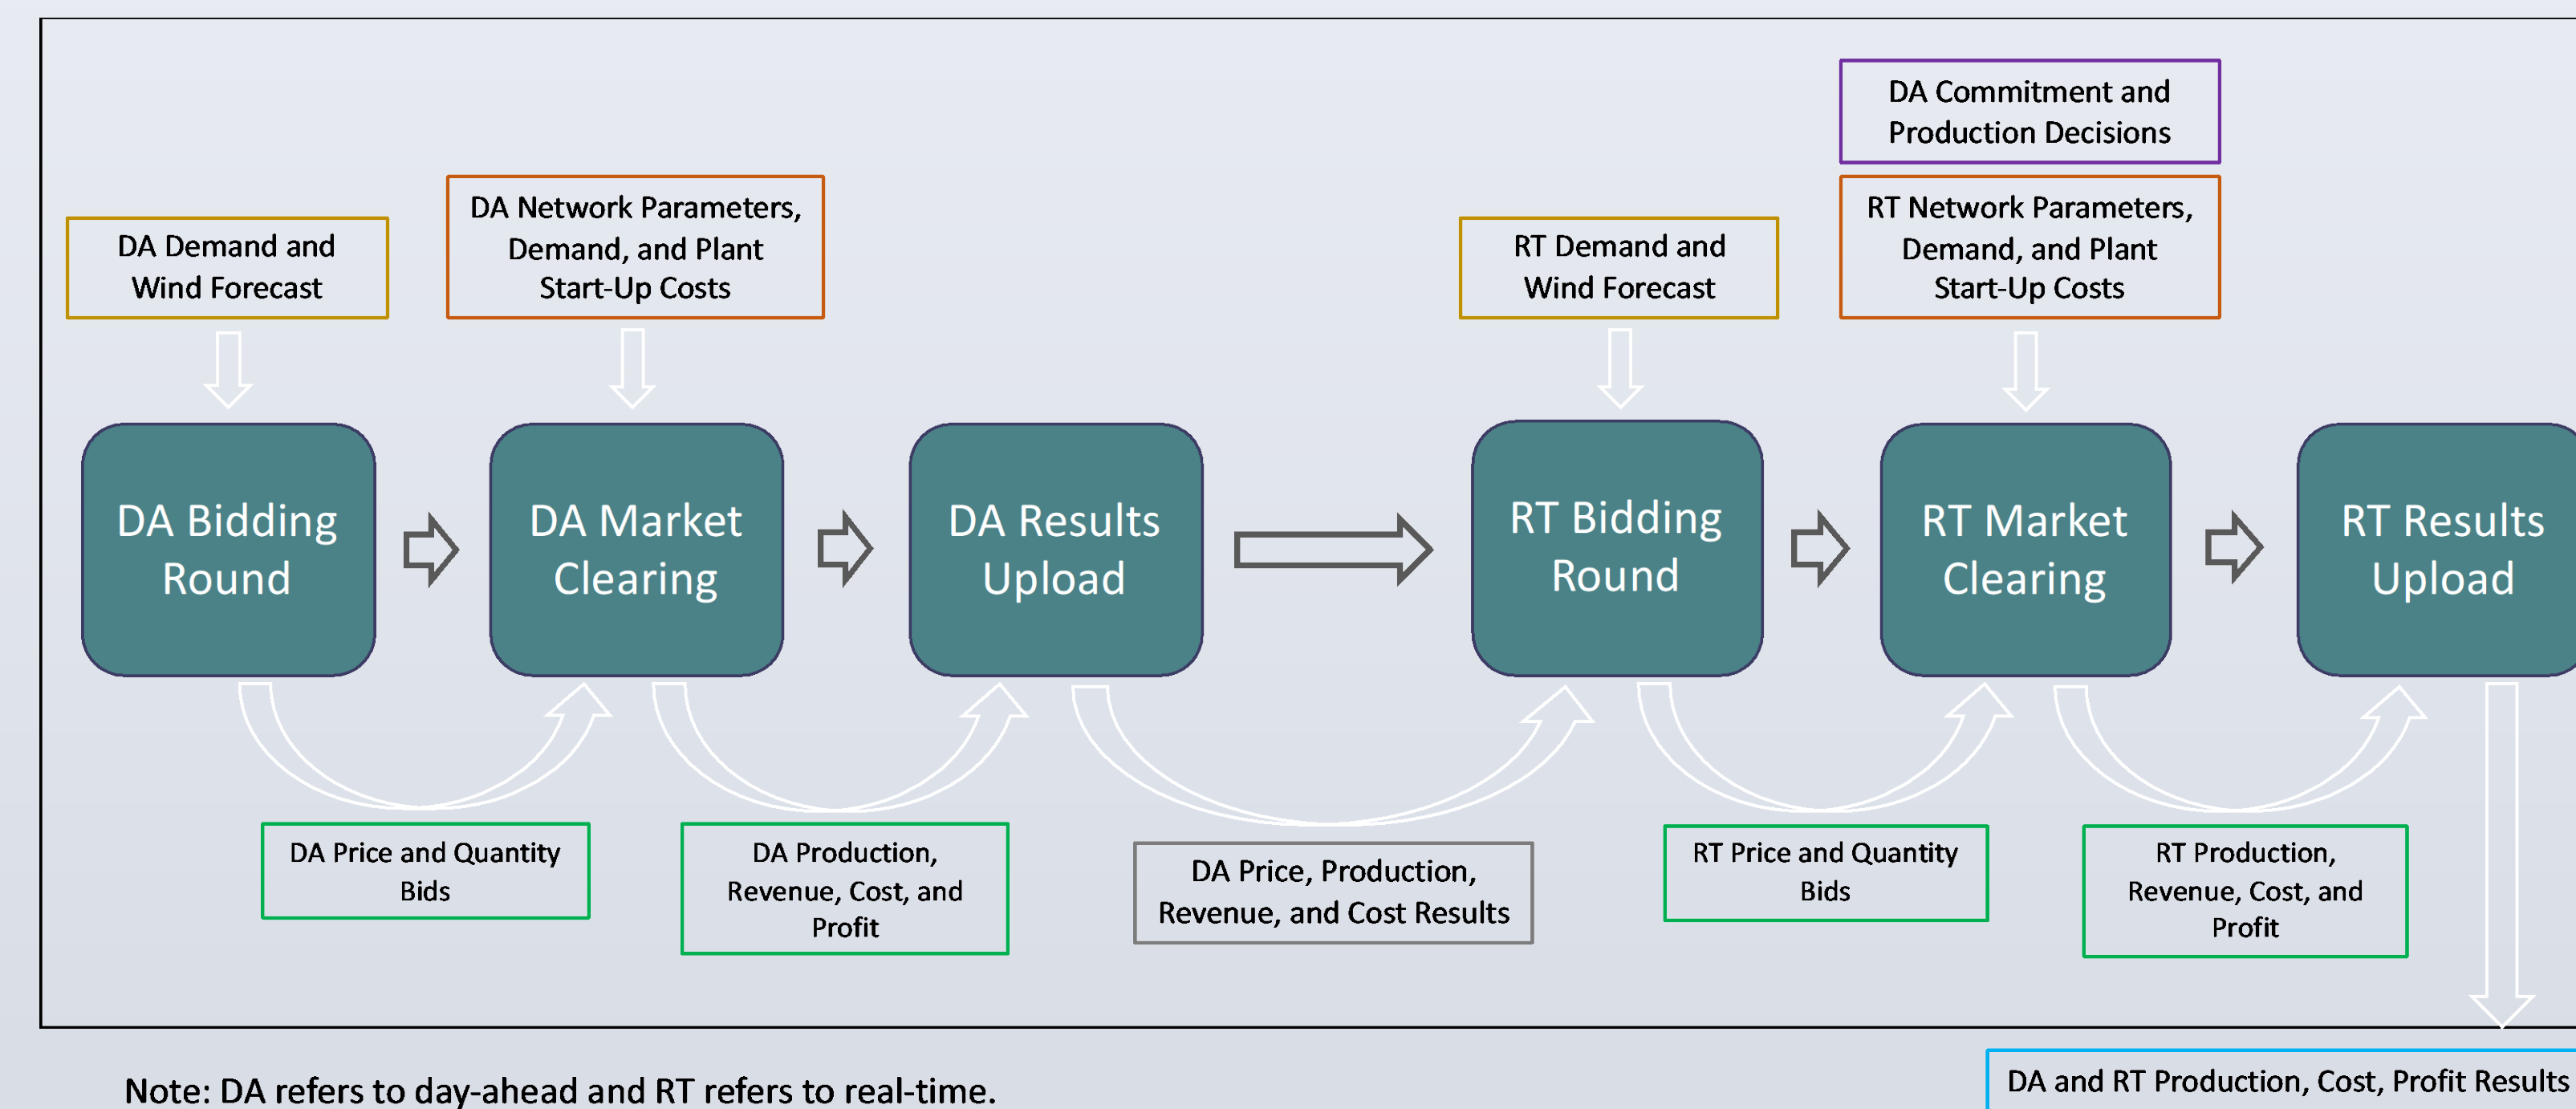 DA Commitment and
Production Decisions
DA Demand and
Wind Forecast
DA Network Parameters,
Demand, and Plant
Start-Up Costs
RT Demand and
Wind Forecast
RT Network Parameters,
Demand, and Plant
Start-Up Costs
DA Bidding
Round
DA Market
Clearing
DA Results
Upload
RT Bidding
Round
RT Market
Clearing
RT Results
Upload
DA Price and Quantity
Bids
DA Production,
Revenue, Cost, and
Profit
DA Price, Production,
Revenue, and Cost Results
RT Price and Quantity
Bids
RT Production,
Revenue, Cost, and
Profit
DA and RT Production, Cost, Profit Results
Note: DA refers to day-ahead and RT refers to real-time.